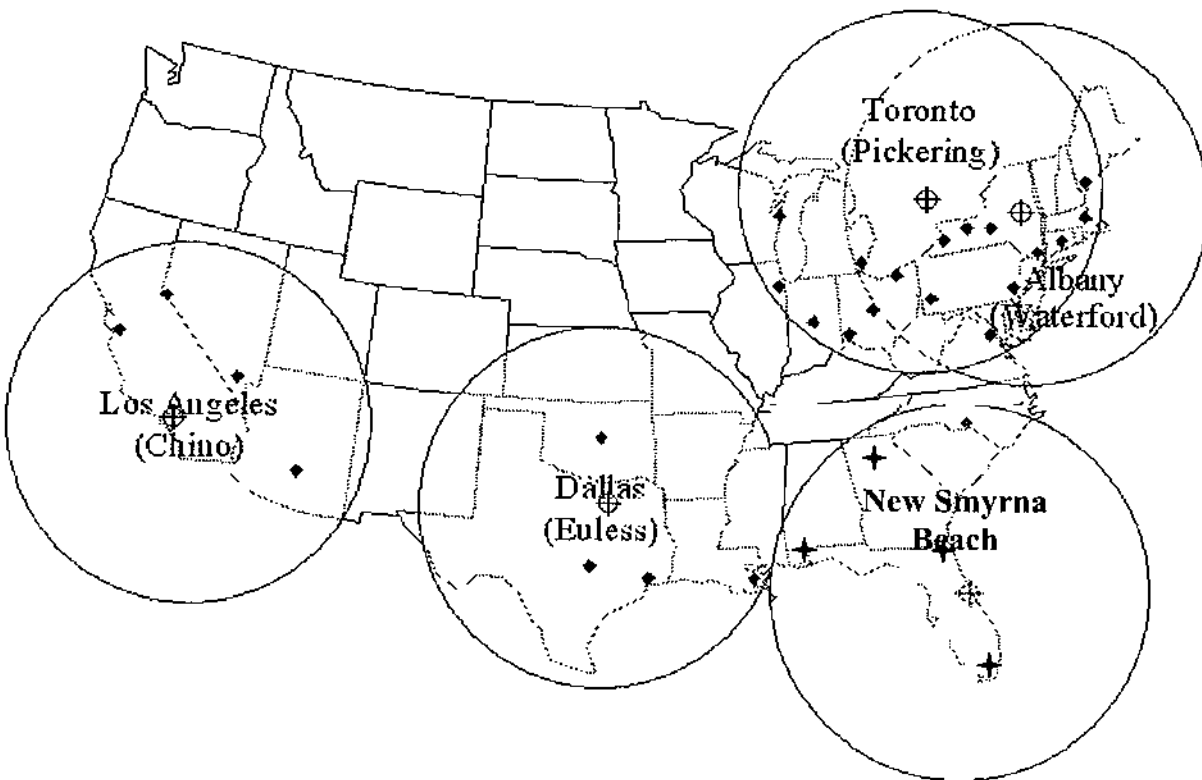 Toronto
(Pickering)
Albany
(Waterford)
Los Angeles
(Chino)
Dallas
(Euless)
New Smyrna
Beach